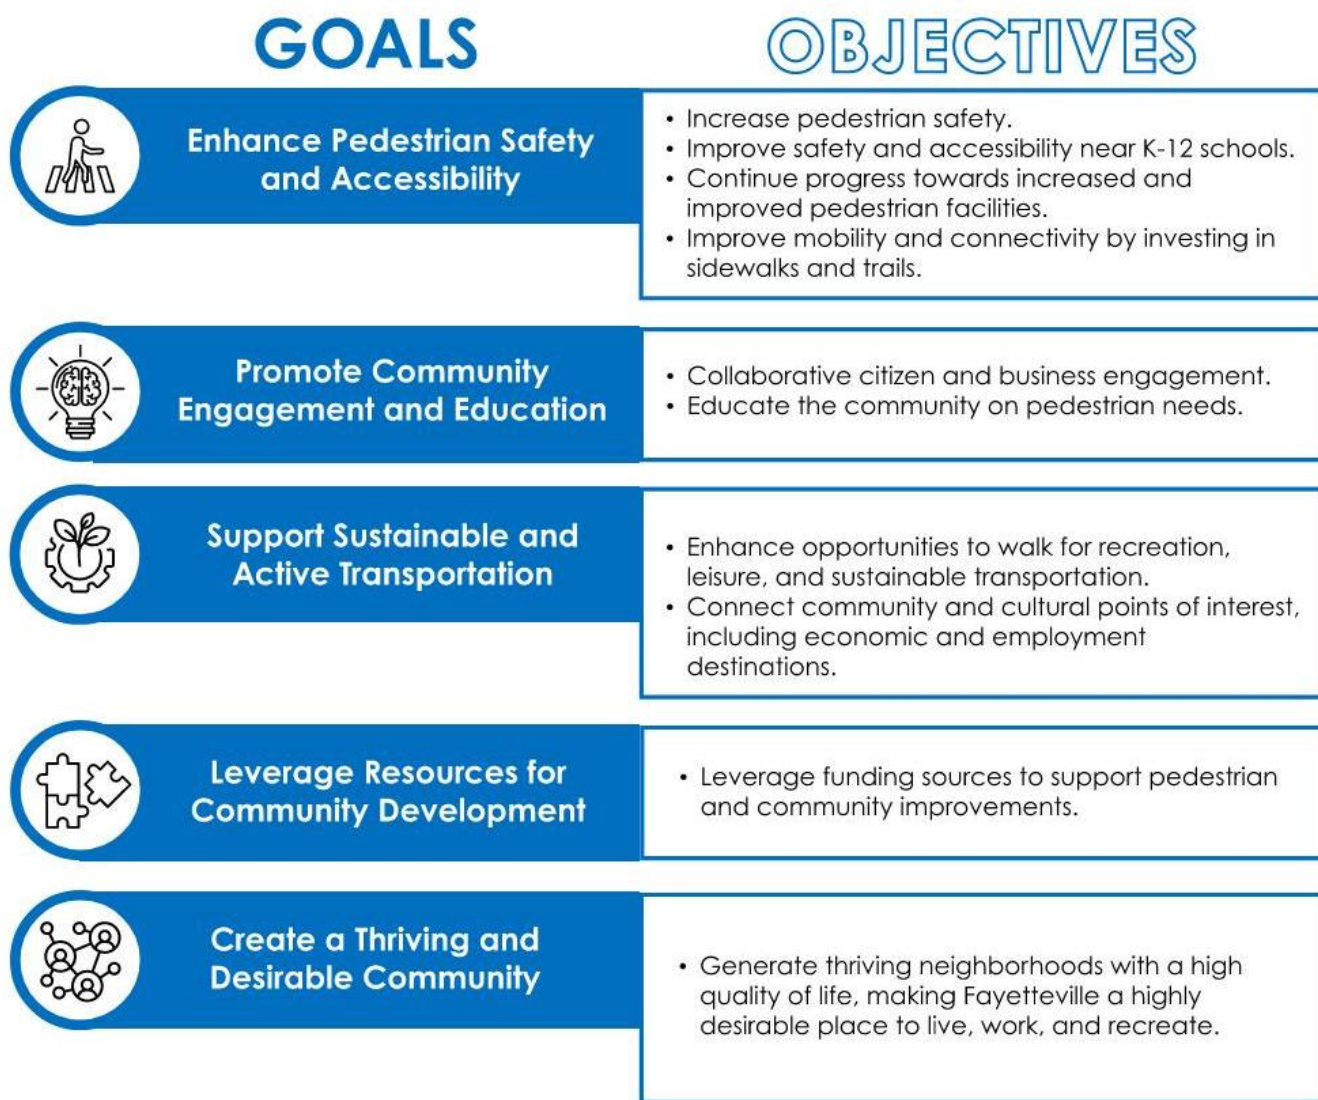 GOALS
OBJECTIVES
Enhance Pedestrian Safety
and Accessibility
• Increase pedestrian safety.
• Improve safety and accessibility near K-12 schools.
• Continue progress towards increased and
improved pedestrian facilities.
• Improve mobility and connectivity by investing in
sidewalks and trails.
Promote Community
Engagement and Education
• Collaborative citizen and business engagement.
• Educate the community on pedestrian needs.
Support Sustainable and
Active Transportation
• Enhance opportunities to walk for recreation,
leisure, and sustainable transportation.
• Connect community and cultural points of interest,
including economic and employment
destinations.
Leverage Resources for
Community Development
• Leverage funding sources to support pedestrian
and community improvements.
Create a Thriving and
Desirable Community
• Generate thriving neighborhoods with a high
quality of life, making Fayetteville a highly
desirable place to live, work, and recreate.